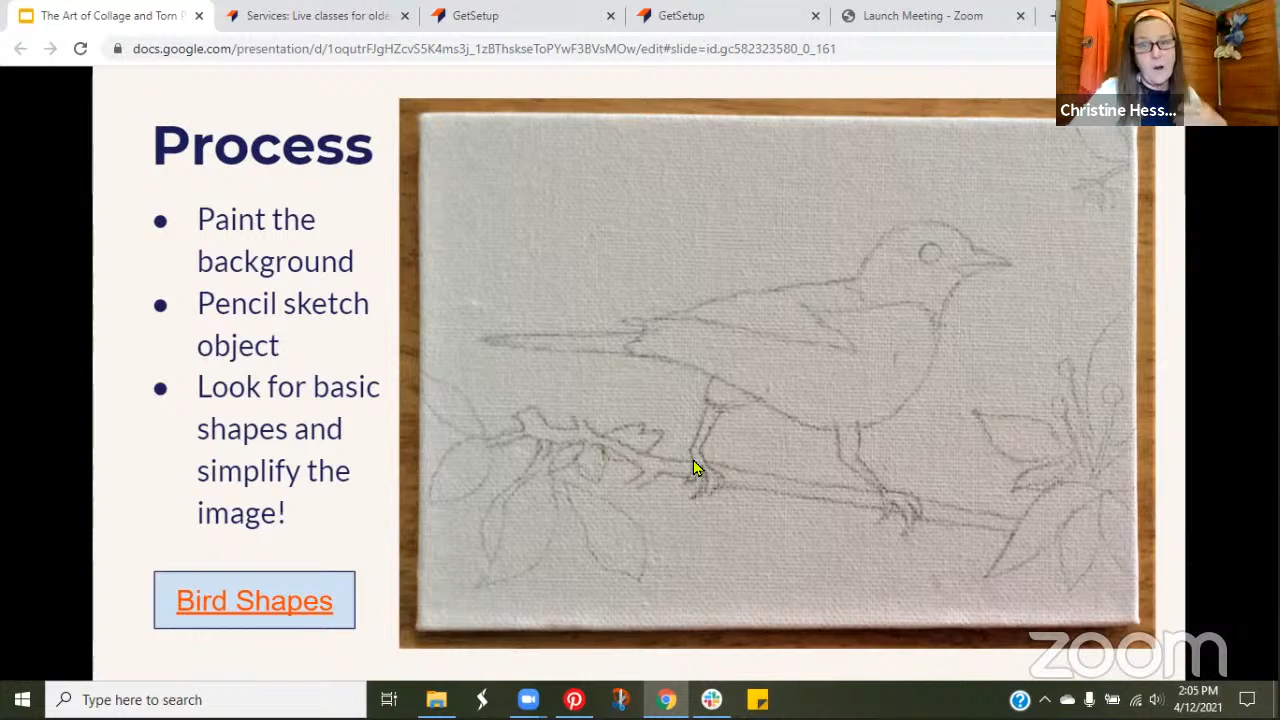 The Art of Collage and Torn P
Services: Live classes for olde
GetSetup
GetSetup
Launch Meeting - Zoom
docs.google.com/presentation/d/1oqutrFJgHZcvS5K4ms3j_1zBThskseToPYwF3BVsMOw/edit#slide=id.gc582323580_0_161
Christine Hess...
Process
● Paint the
background
● Pencil sketch
object
● Look for basic
shapes and
simplify the
image!
Bird Shapes
zoom
Type here to search
2:05 PM
4/12/2021